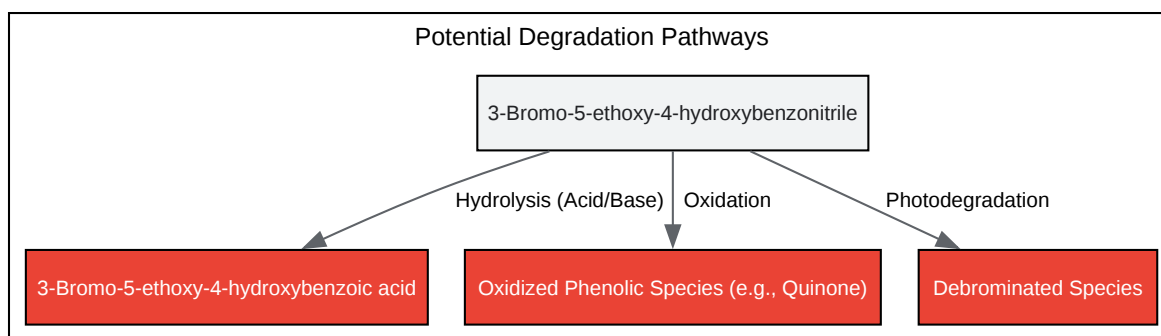 Potential Degradation Pathways
3-Bromo-5-ethoxy-4-hydroxybenzonitrile
Hydrolysis (Acid/Base)
Oxidation
Photodegradation
3-Bromo-5-ethoxy-4-hydroxybenzoic acid
Oxidized Phenolic Species (e.g., Quinone)
Debrominated Species